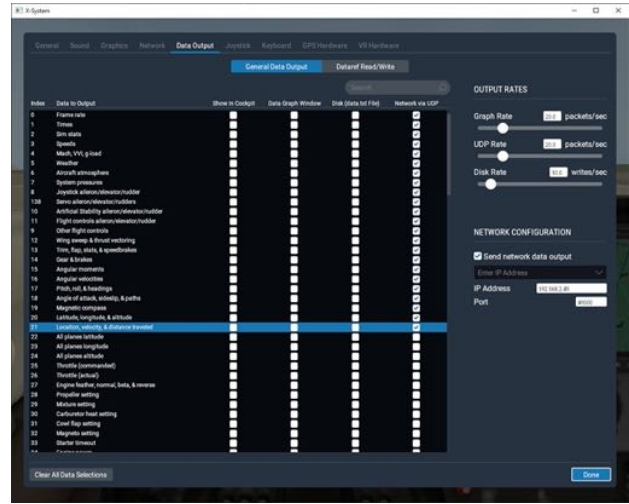 X-System
General Sound Graphics Network Data Output Joystick Keyboard GPS Hardware VR Hardware
General Data Output Dataref Read/Write
Search
Index Data to Output Show in Cockpit Data Graph Window Disk (data.txt File) Network via UDP
0 Frame rate
1 Times
2 Sim stats
3 Speeds
4 Mach, VVI, g-load
5 Weather
6 Aircraft atmosphere
7 System pressures
8 Joystick aileron/elevator/rudder
138 Servo aileron/elevator/rudders
10 Artificial Stability aileron/elevator/rudder
11 Flight controls aileron/elevator/rudder
9 Other flight controls
12 Wing sweep & thrust vectoring
13 Trim, flap, slats, & speedbrakes
14 Gear & brakes
15 Angular moments
16 Angular velocities
17 Pitch, roll, & headings
18 Angle of attack, sideslip, & paths
19 Magnetic compass
20 Latitude, longitude, & altitude
21 Location, velocity, & distance traveled
22 All planes latitude
23 All planes longitude
24 All planes altitude
25 Throttle (commanded)
26 Throttle (actual)
27 Engine feather, normal, beta, & reverse
28 Propeller setting
29 Mixture setting
30 Carburetor heat setting
31 Cowl flap setting
32 Magneto setting
33 Starter timeout
Clear All Data Selections
OUTPUT RATES
Graph Rate 20.0 packets/sec
UDP Rate 20.0 packets/sec
Disk Rate writes/sec
NETWORK CONFIGURATION
Send network data output
Enter IP Address
IP Address
Port
Done